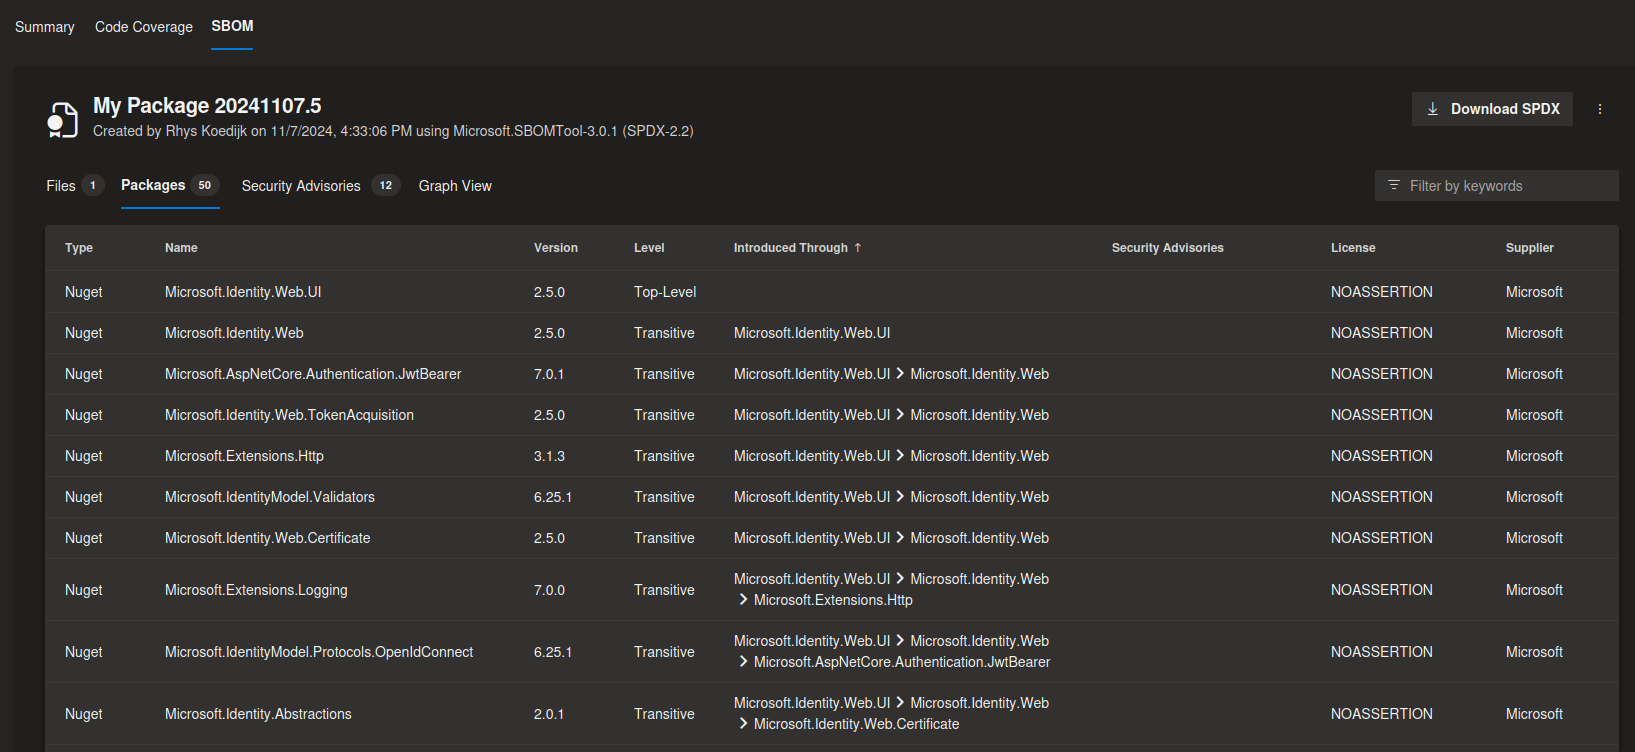 Summary Code Coverage SBOM
My Package 20241107.5
Created by Rhys Koedijk on 11/7/2024, 4:33:06 PM using Microsoft.SBOMTool-3.0.1 (SPDX-2.2)
Download SPDX
Files 1 Packages 50 Security Advisories 12 Graph View
Filter by keywords
Type Name Version Level Introduced Through ↑ Security Advisories License Supplier
Nuget Microsoft.Identity.Web.UI 2.5.0 Top-Level NOASSERTION Microsoft
Nuget Microsoft.Identity.Web 2.5.0 Transitive Microsoft.Identity.Web.UI NOASSERTION Microsoft
Nuget Microsoft.AspNetCore.Authentication.JwtBearer 7.0.1 Transitive Microsoft.Identity.Web.UI > Microsoft.Identity.Web NOASSERTION Microsoft
Nuget Microsoft.Identity.Web.TokenAcquisition 2.5.0 Transitive Microsoft.Identity.Web.UI > Microsoft.Identity.Web NOASSERTION Microsoft
Nuget Microsoft.Extensions.Http 3.1.3 Transitive Microsoft.Identity.Web.UI > Microsoft.Identity.Web NOASSERTION Microsoft
Nuget Microsoft.IdentityModel.Validators 6.25.1 Transitive Microsoft.Identity.Web.UI > Microsoft.Identity.Web NOASSERTION Microsoft
Nuget Microsoft.Identity.Web.Certificate 2.5.0 Transitive Microsoft.Identity.Web.UI > Microsoft.Identity.Web NOASSERTION Microsoft
Nuget Microsoft.Extensions.Logging 7.0.0 Transitive Microsoft.Identity.Web.UI > Microsoft.Identity.Web
> Microsoft.Extensions.Http NOASSERTION Microsoft
Nuget Microsoft.IdentityModel.Protocols.OpenIdConnect 6.25.1 Transitive Microsoft.Identity.Web.UI > Microsoft.Identity.Web
> Microsoft.AspNetCore.Authentication.JwtBearer NOASSERTION Microsoft
Nuget Microsoft.Identity.Abstractions 2.0.1 Transitive Microsoft.Identity.Web.UI > Microsoft.Identity.Web
> Microsoft.Identity.Web.Certificate NOASSERTION Microsoft